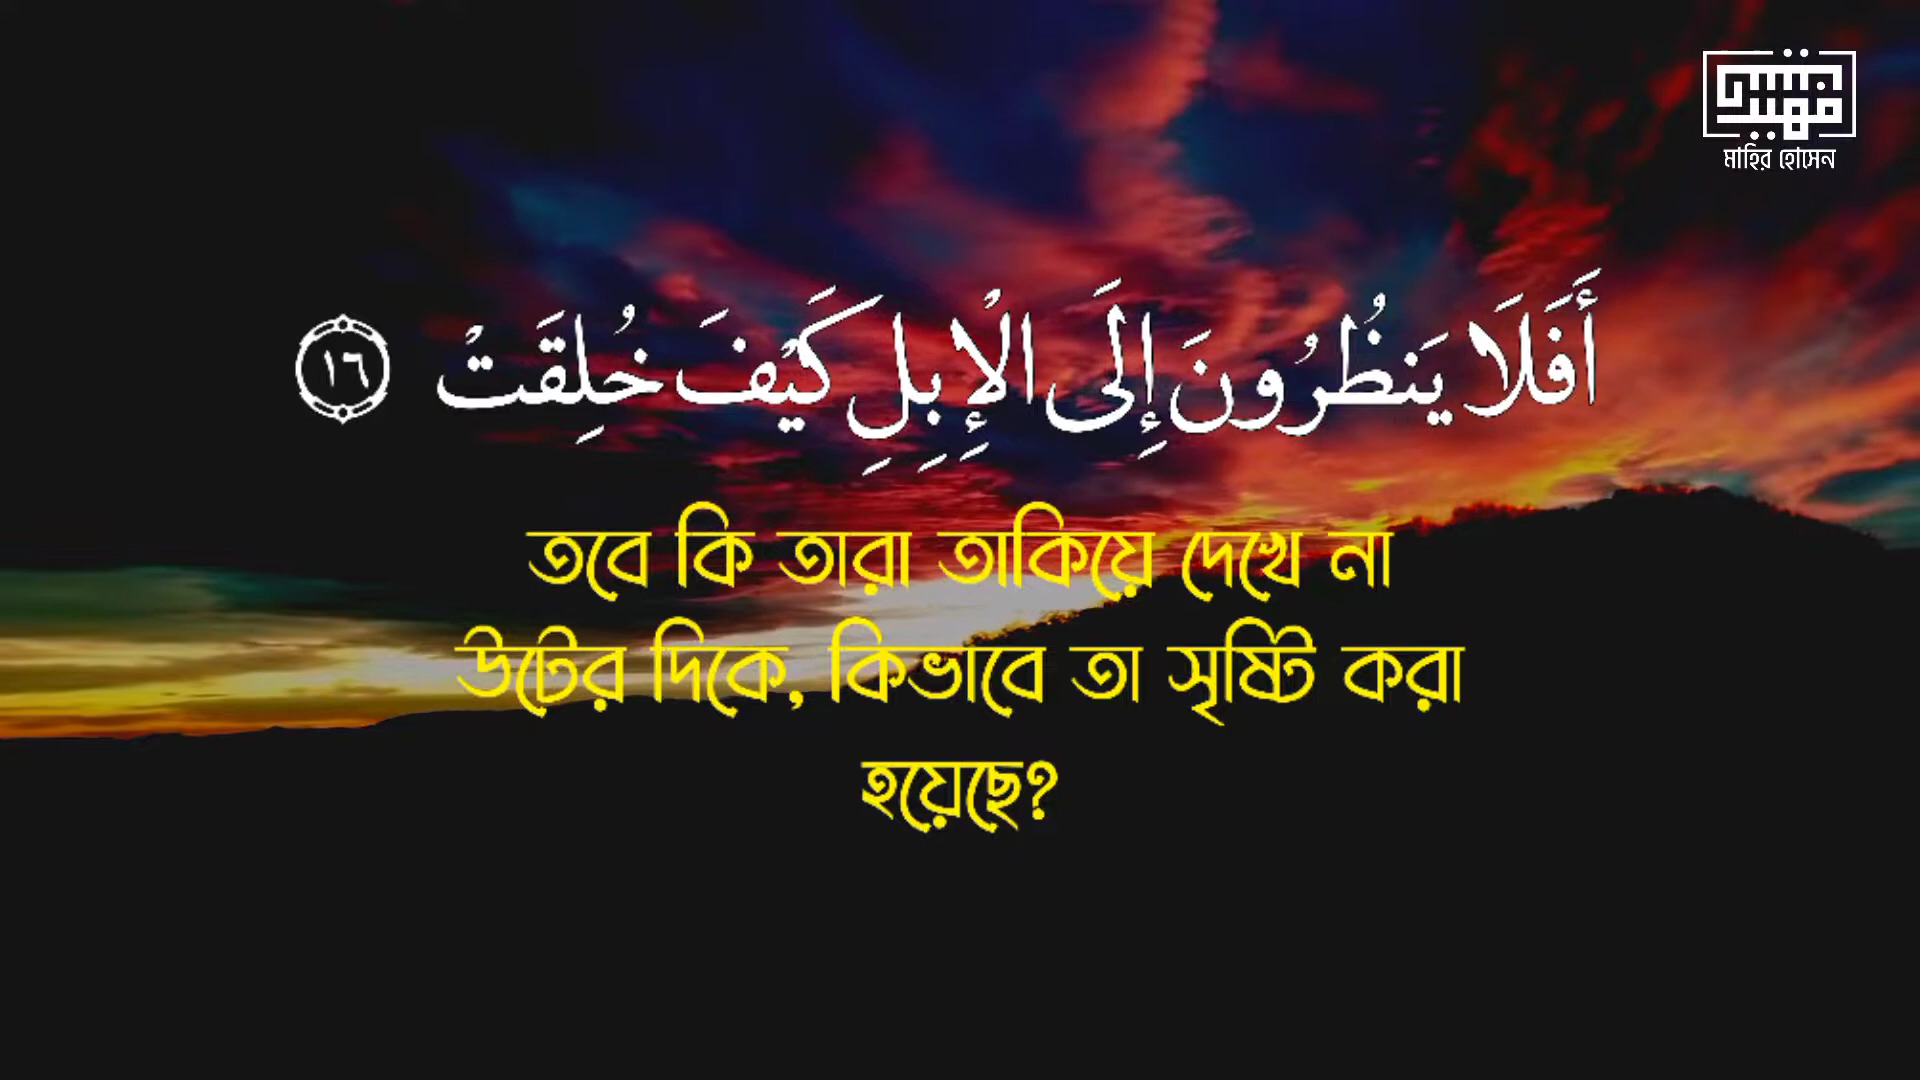 মাহির হোসেন
أَفَلَا يَنظُرُونَ إِلَى الْإِبِلِ كَيْفَ خُلِقَتْ ١٦
তবে কি তারা তাকিয়ে দেখে না
উটের দিকে, কিভাবে তা সৃষ্টি করা
হয়েছে?